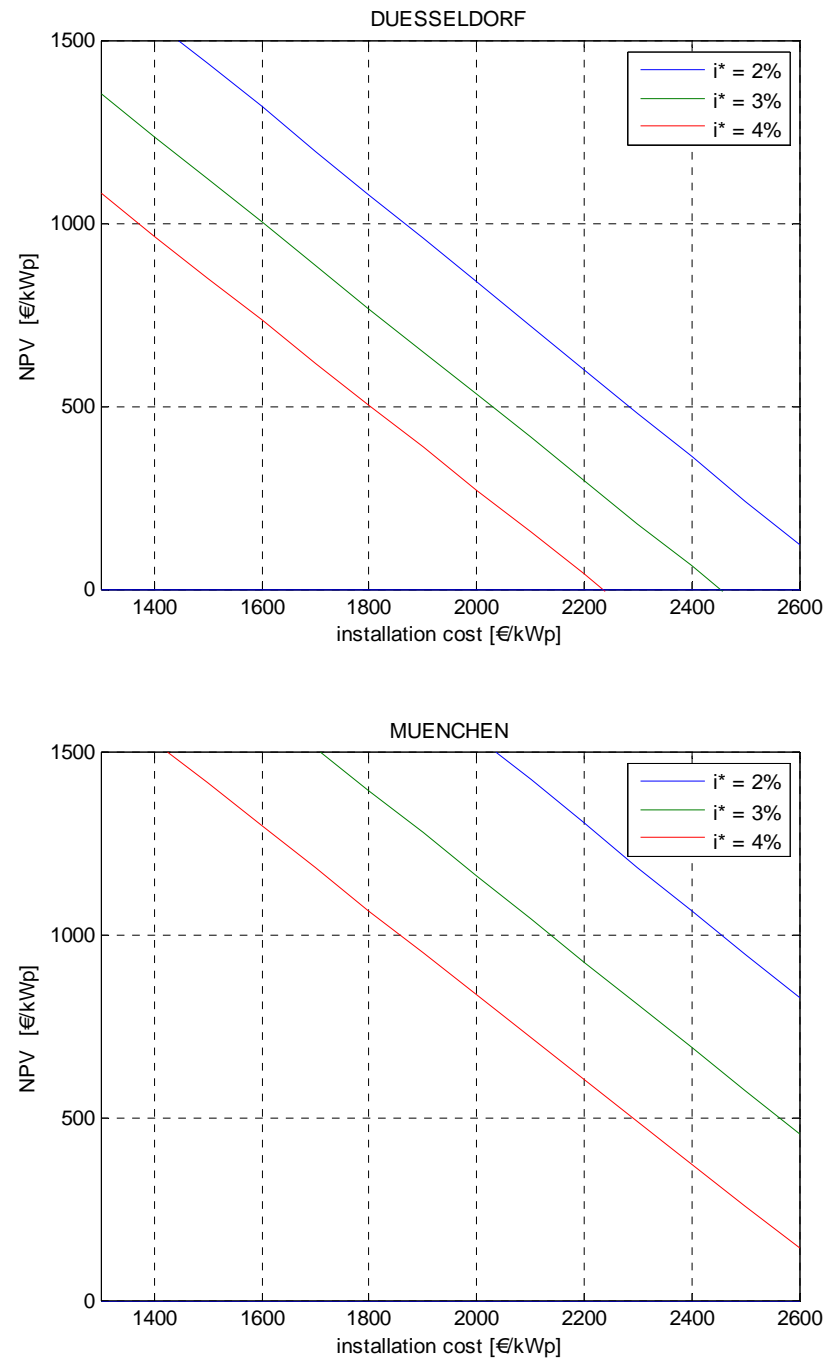 DUESSELDORF
1500
1000
500
0
NPV [€/kWp]
i* = 2%
i* = 3%
i* = 4%
1400 1600 1800 2000 2200 2400 2600
installation cost [€/kWp]
MUENCHEN
1500
1000
500
0
NPV [€/kWp]
i* = 2%
i* = 3%
i* = 4%
1400 1600 1800 2000 2200 2400 2600
installation cost [€/kWp]